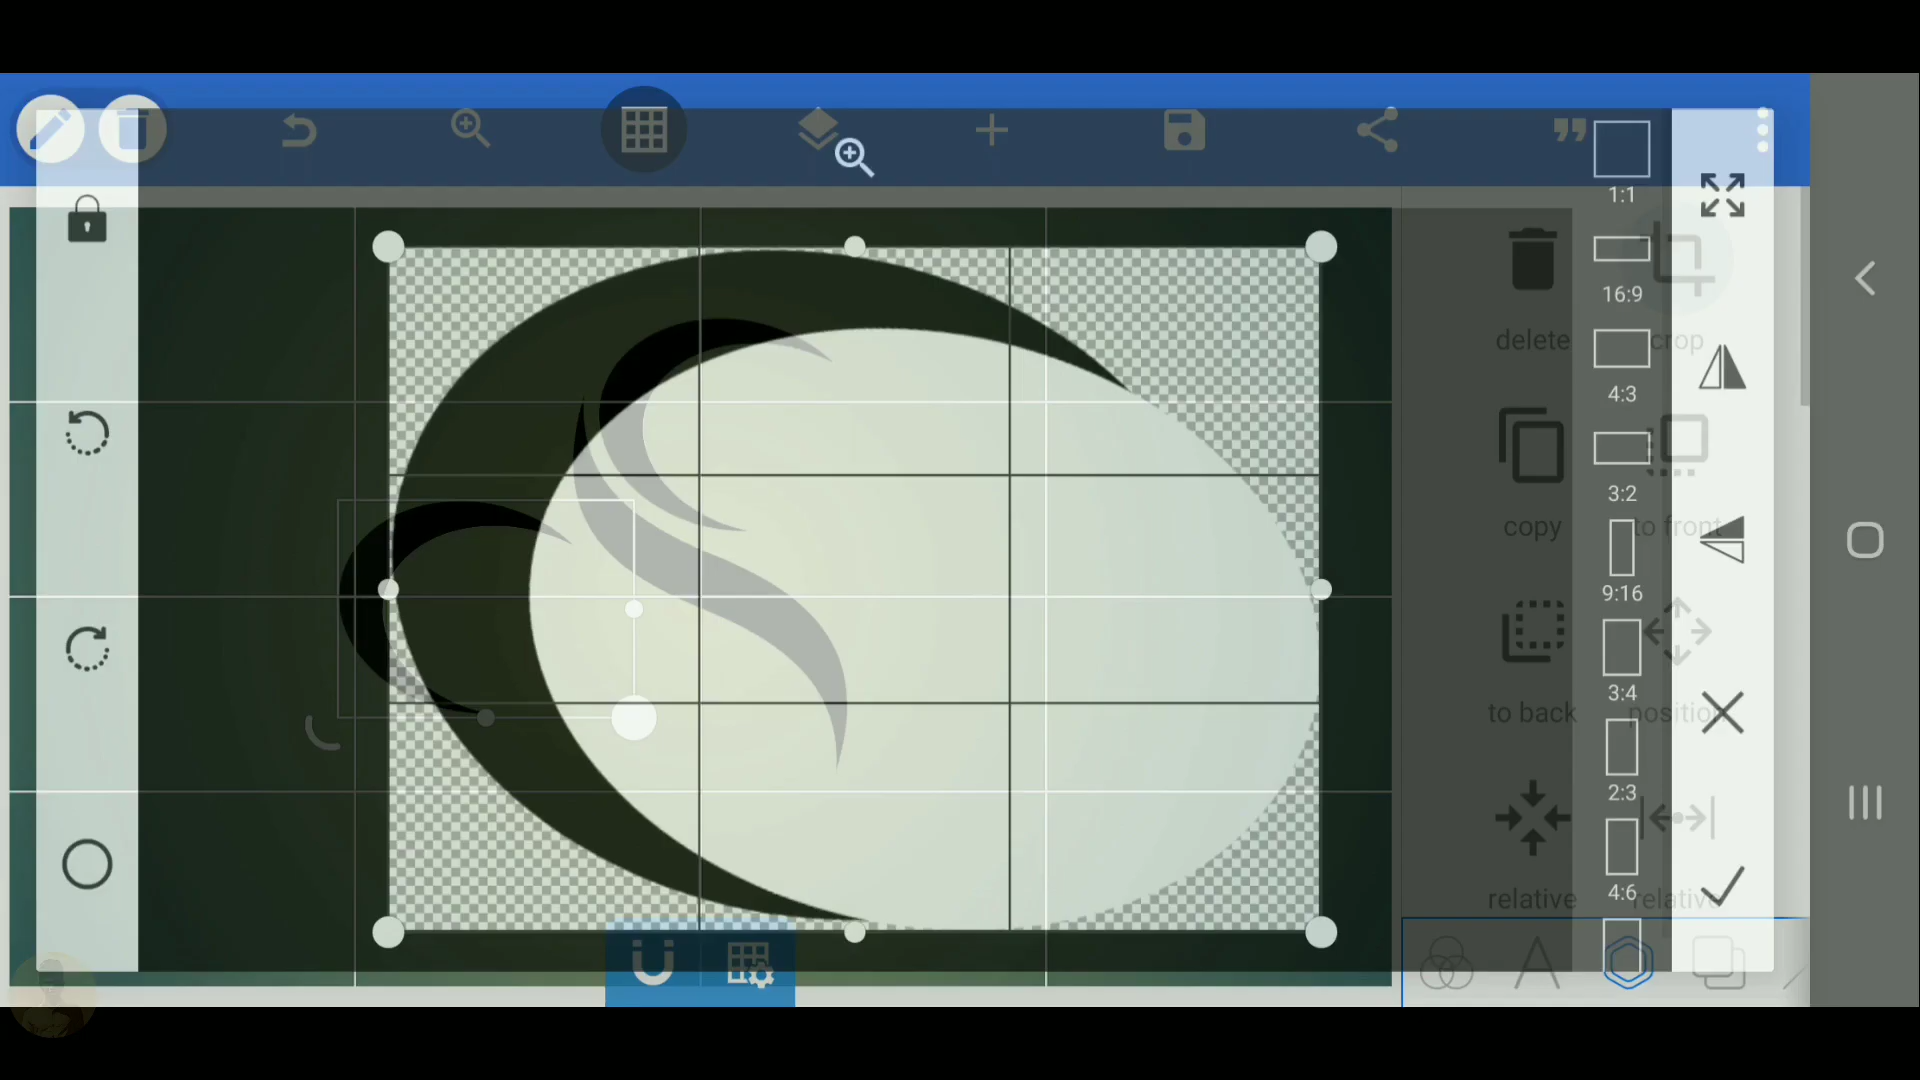 1:1
16:9
delete
crop
4:3
3:2
copy
to front
9:16
3:4
to back
position
2:3
4:6
relative
relative